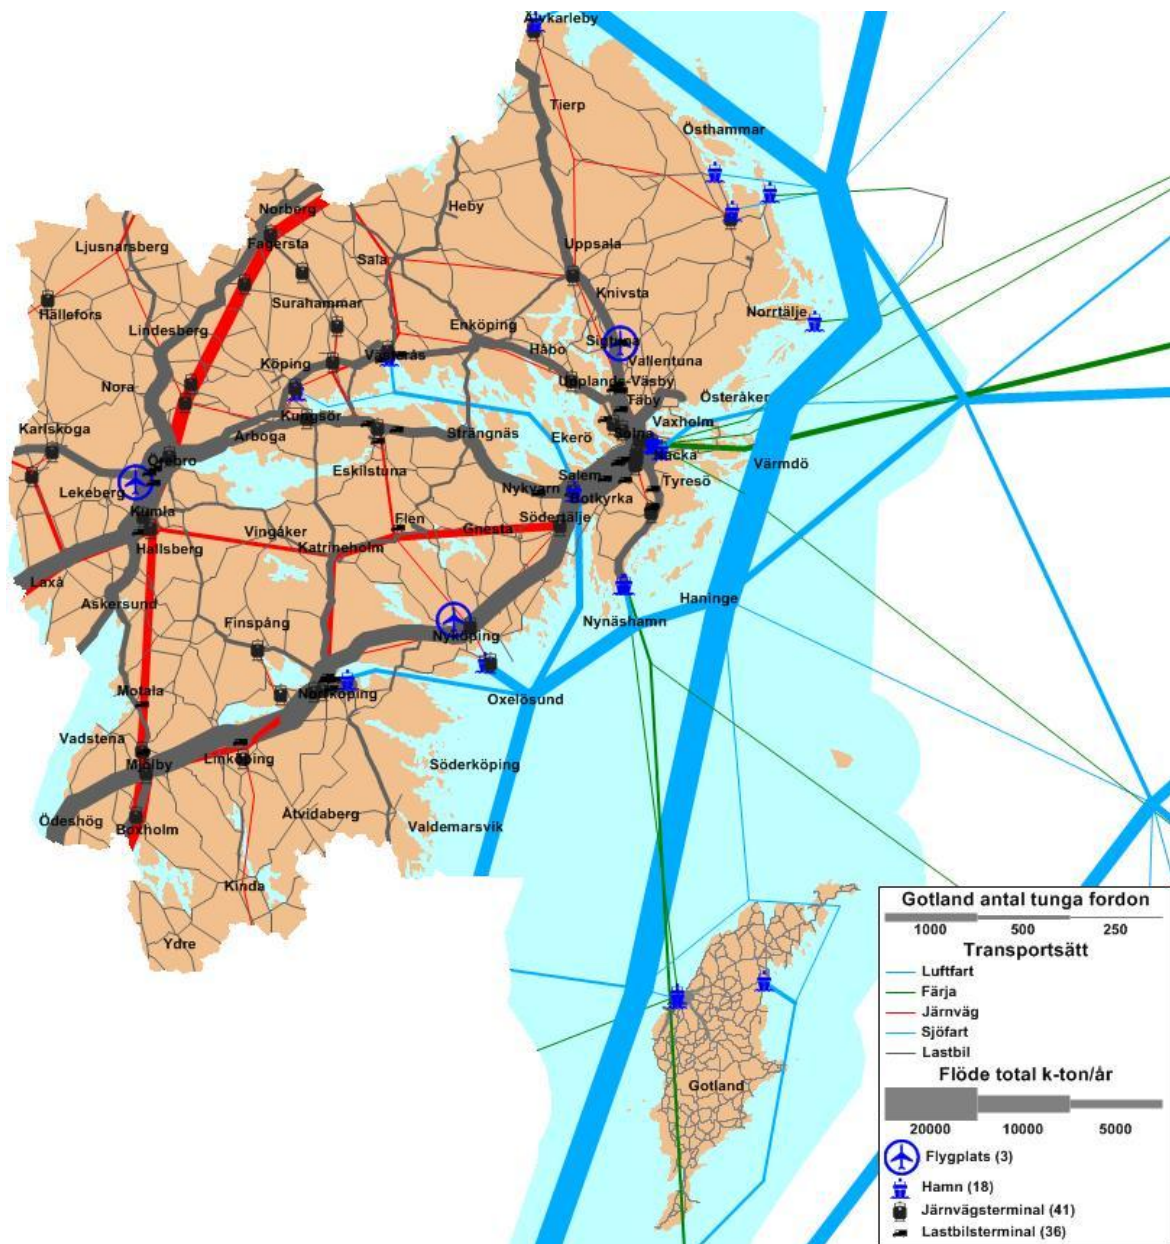 Älvkarleby
Tierp
Östhammar
Heby
Norberg
Ljusnarsberg
Fagersta
Sala
Uppsala
Knivsta
Surahammar
Hällefors
Norrtälje
Lindesberg
Enköping
Sigtuna
Håbo
Vallentuna
Västerås
Köping
Nora
Upplands-Väsby
Täby
Österåker
Kungsör
Karlskoga
Arboga
Strängnäs
Ekerö
Solna
Vaxholm
Nacka
Värmdö
Örebro
Eskilstuna
Salem
Tyresö
Lekeberg
Nykvarn
Botkyrka
Kumla
Flen
Gnesta
Södertälje
Vingåker
Hallsberg
Katrineholm
Laxå
Askersund
Haninge
Finspång
Nynäshamn
Nyköping
Motala
Norrköping
Oxelösund
Vadstena
Mjölby
Linköping
Söderköping
Ödeshög
Boxholm
Åtvidaberg
Valdemarsvik
Kinda
Ydre
Gotland
Gotland antal tunga fordon
1000 500 250
Transportsätt
Luftfart
Färja
Järnväg
Sjöfart
Lastbil
Flöde total k-ton/år
20000 10000 5000
Flygplats (3)
Hamn (18)
Järnvägsterminal (41)
Lastbilsterminal (36)